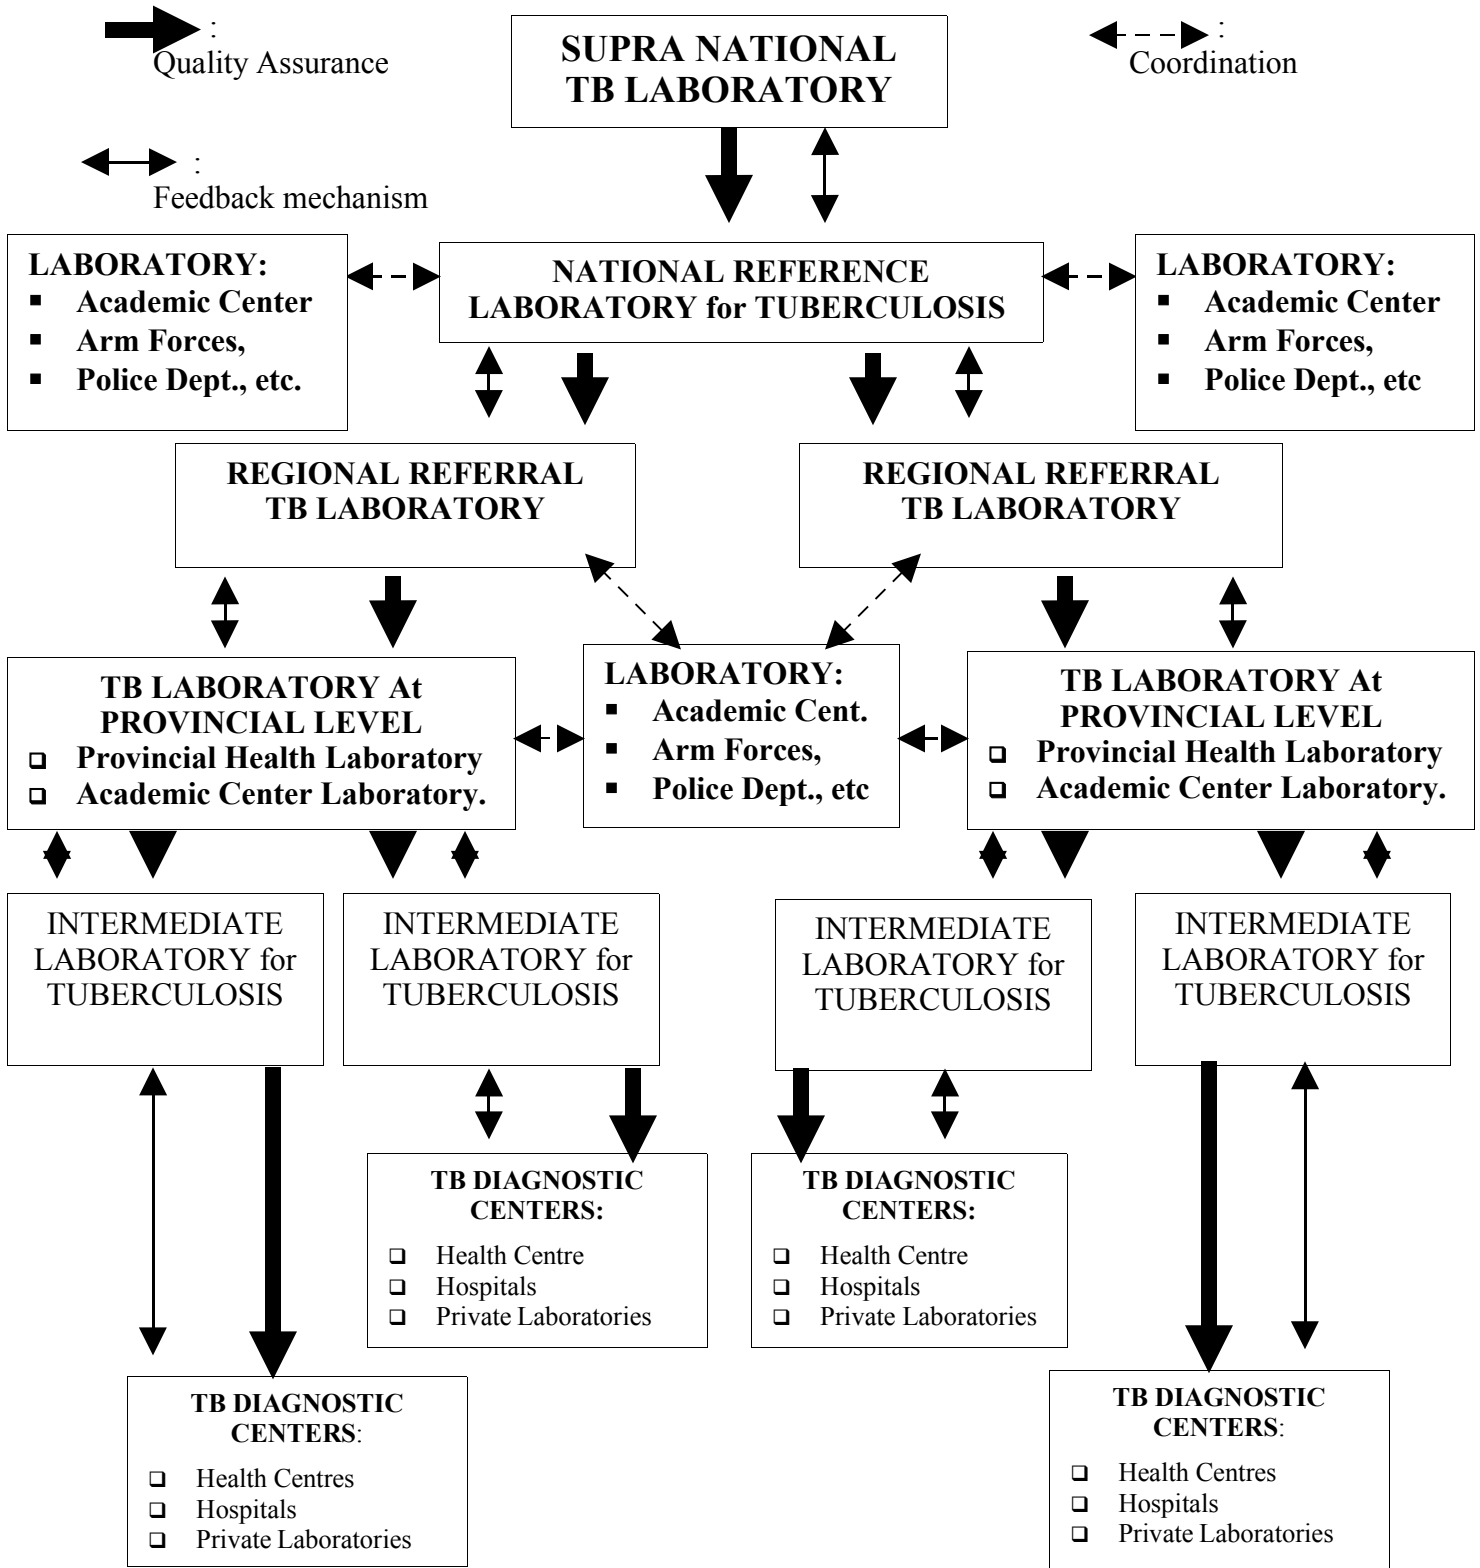 :
Quality Assurance
SUPRA NATIONAL
TB LABORATORY
:
Coordination
:
Feedback mechanism
LABORATORY:
▪ Academic Center
▪ Arm Forces,
▪ Police Dept., etc.
NATIONAL REFERENCE
LABORATORY for TUBERCULOSIS
LABORATORY:
▪ Academic Center
▪ Arm Forces,
▪ Police Dept., etc
REGIONAL REFERRAL
TB LABORATORY
REGIONAL REFERRAL
TB LABORATORY
TB LABORATORY At
PROVINCIAL LEVEL
❑ Provincial Health Laboratory
❑ Academic Center Laboratory.
LABORATORY:
▪ Academic Cent.
▪ Arm Forces,
▪ Police Dept., etc
TB LABORATORY At
PROVINCIAL LEVEL
❑ Provincial Health Laboratory
❑ Academic Center Laboratory.
INTERMEDIATE
LABORATORY for
TUBERCULOSIS
INTERMEDIATE
LABORATORY for
TUBERCULOSIS
INTERMEDIATE
LABORATORY for
TUBERCULOSIS
INTERMEDIATE
LABORATORY for
TUBERCULOSIS
TB DIAGNOSTIC
CENTERS:
❑ Health Centre
❑ Hospitals
❑ Private Laboratories
TB DIAGNOSTIC
CENTERS:
❑ Health Centre
❑ Hospitals
❑ Private Laboratories
TB DIAGNOSTIC
CENTERS:
❑ Health Centres
❑ Hospitals
❑ Private Laboratories
TB DIAGNOSTIC
CENTERS:
❑ Health Centres
❑ Hospitals
❑ Private Laboratories